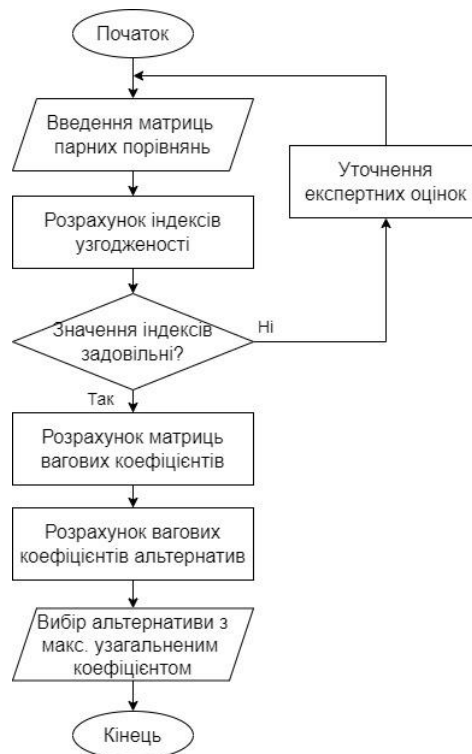 Початок
Введення матриць
парних порівнянь
Уточнення
експертних оцінок
Розрахунок індексів
узгодженості
Значення індексів
задовільні?
Ні
Так
Розрахунок матриць
вагових коефіцієнтів
Розрахунок вагових
коефіцієнтів альтернатив
Вибір альтернативи з
макс. узагальненим
коефіцієнтом
Кінець